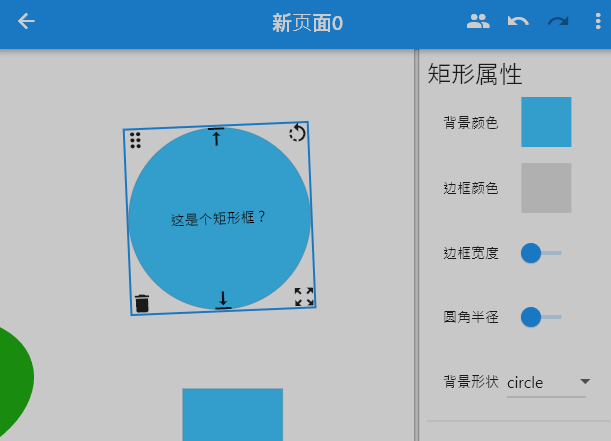 新页面0
矩形属性
背景颜色
边框颜色
这是个矩形框？
边框宽度
圆角半径
背景形状 circle